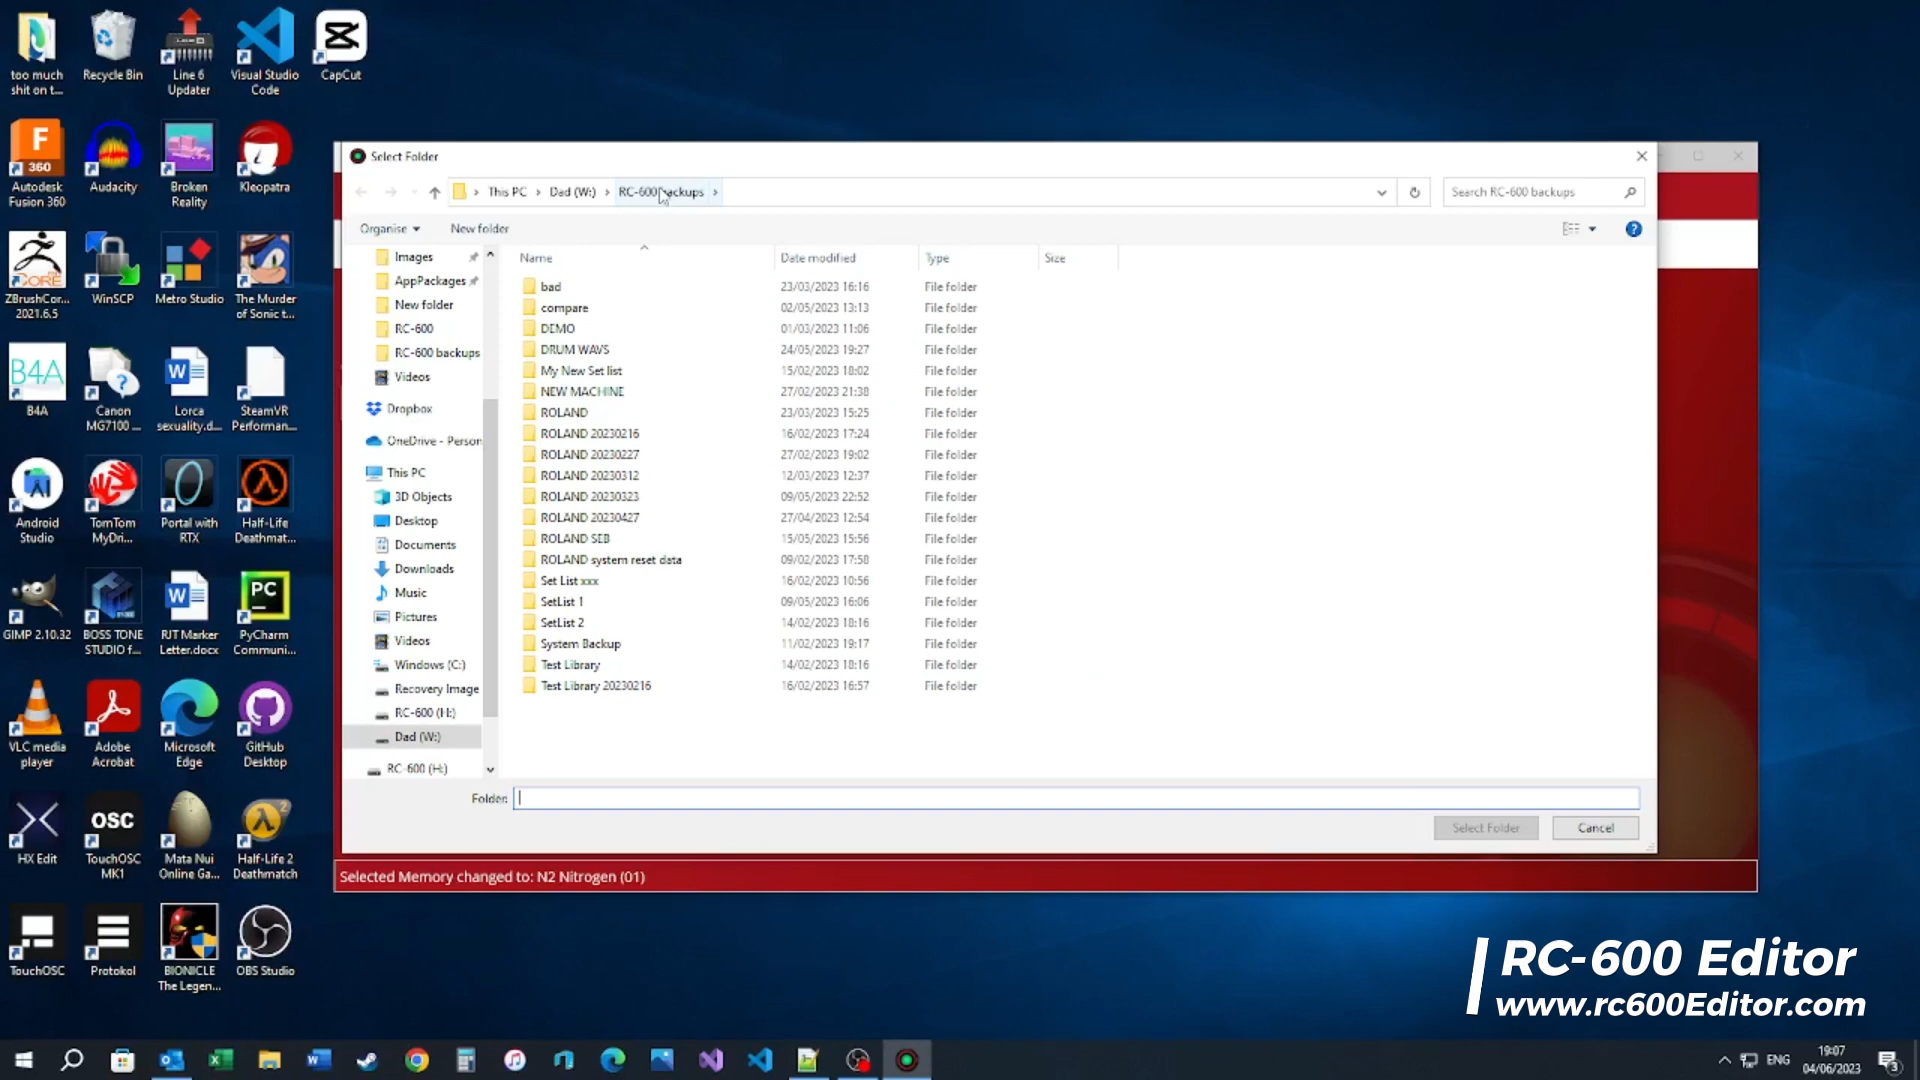 too much
shit on t...
Recycle Bin
Line 6
Updater
Visual Studio
Code
CapCut
Autodesk
Fusion 360
Audacity
Broken
Reality
Kleopatra
ZBrushCor...
2021.6.5
WinSCP
Metro Studio
The Murder
of Sonic t...
B4A
B4A
Canon
MG7100 ...
Lorca
sexuality.d...
SteamVR
Performan...
Android
Studio
TomTom
MyDri...
Portal with
RTX
Half-Life
Deathmat...
GIMP 2.10.32
BOSS TONE
STUDIO f...
RJT Marker
Letter.docx
PC
PyCharm
Communi...
VLC media
player
Adobe
Acrobat
Microsoft
Edge
GitHub
Desktop
HX Edit
OSC
TouchOSC
MK1
Mata Nui
Online Ga...
Half-Life 2
Deathmatch
TouchOSC
Protokol
BIONICLE
The Legen...
OBS Studio
Select Folder
This PC
Dad (W:)
RC-600 backups
Search RC-600 backups
Organise
New folder
Images
AppPackages
New folder
RC-600
RC-600 backups
Videos
Dropbox
OneDrive - Person
This PC
3D Objects
Desktop
Documents
Downloads
Music
Pictures
Videos
Windows (C:)
Recovery Image
RC-600 (H:)
Dad (W:)
RC-600 (H:)
Name Date modified Type Size
bad 23/03/2023 16:16 File folder
compare 02/05/2023 13:13 File folder
DEMO 01/03/2023 11:06 File folder
DRUM WAVS 24/05/2023 19:27 File folder
My New Set list 15/02/2023 18:02 File folder
NEW MACHINE 27/02/2023 21:38 File folder
ROLAND 23/03/2023 15:25 File folder
ROLAND 20230216 16/02/2023 17:24 File folder
ROLAND 20230227 27/02/2023 19:02 File folder
ROLAND 20230312 12/03/2023 12:37 File folder
ROLAND 20230323 09/05/2023 22:52 File folder
ROLAND 20230427 27/04/2023 12:54 File folder
ROLAND SEB 15/05/2023 15:56 File folder
ROLAND system reset data 09/02/2023 17:58 File folder
Set List xxx 16/02/2023 10:56 File folder
SetList 1 09/05/2023 16:06 File folder
SetList 2 14/02/2023 18:16 File folder
System Backup 11/02/2023 19:17 File folder
Test Library 14/02/2023 18:16 File folder
Test Library 20230216 16/02/2023 16:57 File folder
Folder:
Select Folder
Cancel
Selected Memory changed to: N2 Nitrogen (01)
RC-600 Editor
www.rc600Editor.com
ENG
19:07
04/06/2023
3